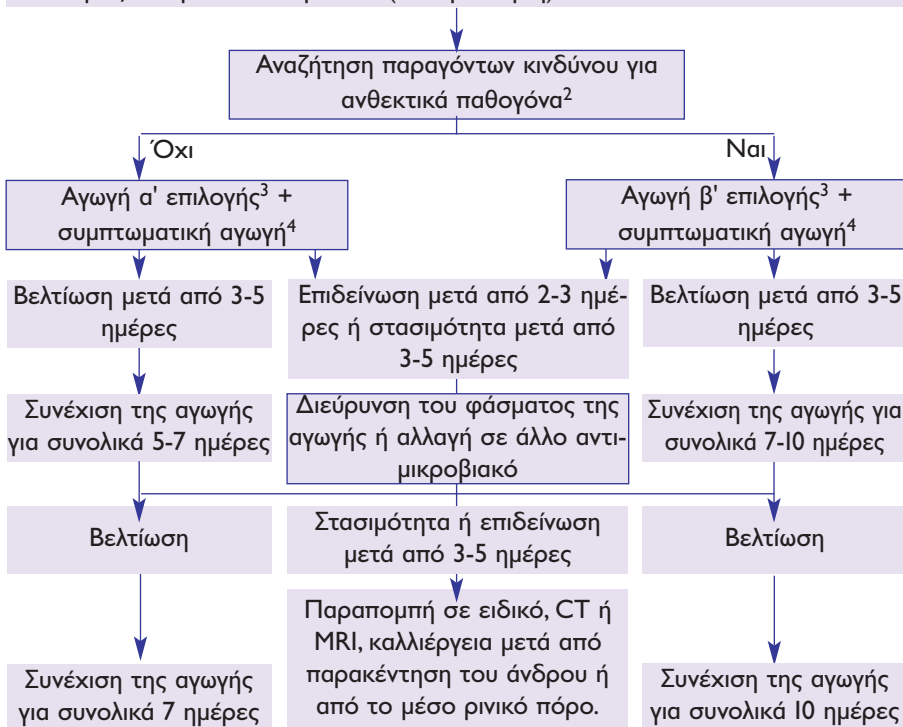 Αναζήτηση παραγόντων κινδύνου για
ανθεκτικά παθογόνα2
Όχι
Ναι
Αγωγή α' επιλογής3 +
συμπτωματική αγωγή4
Αγωγή β' επιλογής3 +
συμπτωματική αγωγή4
Βελτίωση μετά από 3-5
ημέρες
Επιδείνωση μετά από 2-3 ημέ-
ρες ή στασιμότητα μετά από
3-5 ημέρες
Βελτίωση μετά από 3-5
ημέρες
Συνέχιση της αγωγής
για συνολικά 5-7 ημέρες
Διεύρυνση του φάσματος της
αγωγής ή αλλαγή σε άλλο αντι-
μικροβιακό
Συνέχιση της αγωγής για
συνολικά 7-10 ημέρες
Βελτίωση
Στασιμότητα ή επιδείνωση
μετά από 3-5 ημέρες
Βελτίωση
Παραπομπή σε ειδικό, CT ή
MRI, καλλιέργεια μετά από
παρακέντηση του άνδρου ή
από το μέσο ρινικό πόρο.
Συνέχιση της αγωγής
για συνολικά 7 ημέρες
Συνέχιση της αγωγής
για συνολικά 10 ημέρες